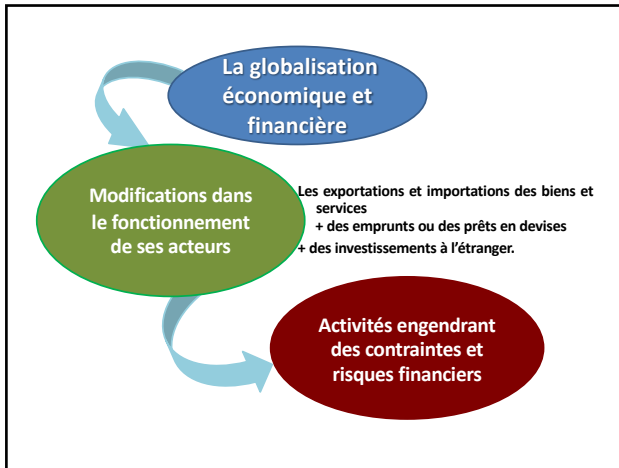 La globalisation
économique et
financière
Modifications dans
le fonctionnement
de ses acteurs
Les exportations et importations des biens et
services
+ des emprunts ou des prêts en devises
+ des investissements à l’étranger.
Activités engendrant
des contraintes et
risques financiers